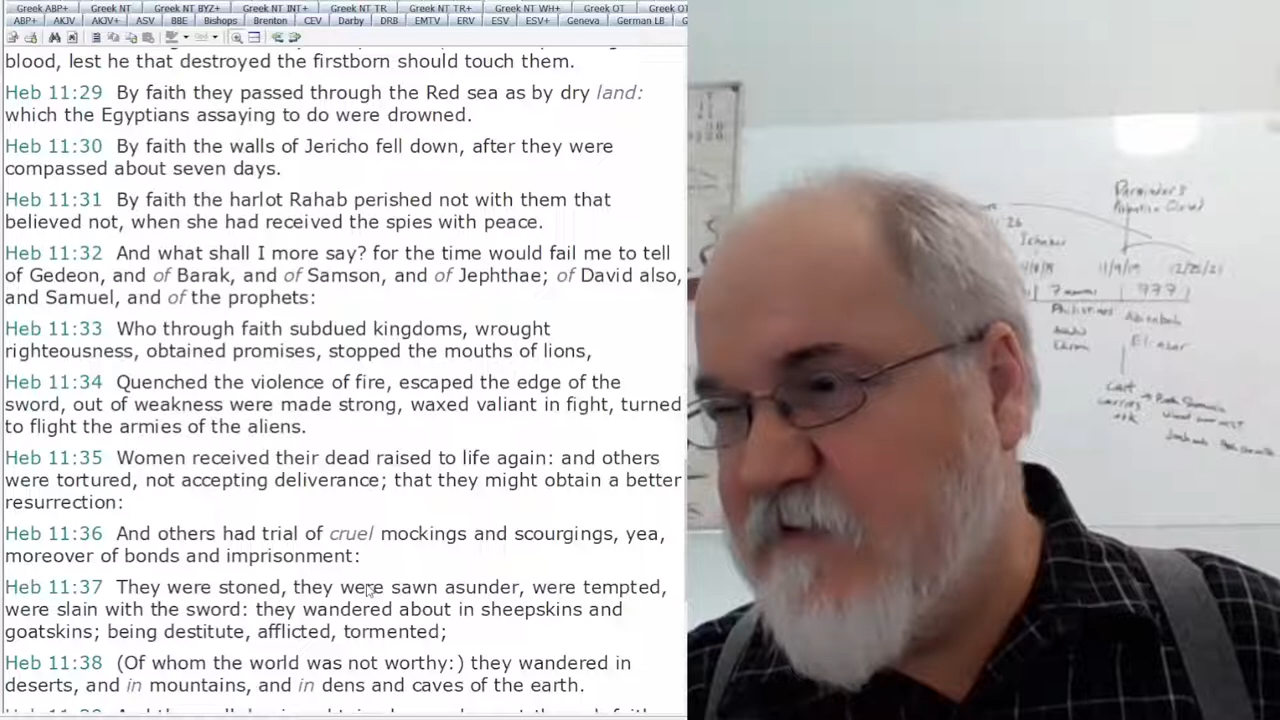 Greek ABP+ Greek NT Greek NT BYZ+ Greek NT INT+ Greek NT TR Greek NT TR+ Greek NT WH+ Greek OT Greek OT
ABP+ AKJV AKJV+ ASV BBE Bishops Brenton CEV Darby DRB EMTV ERV ESV ESV+ Geneva German LB G
blood, lest he that destroyed the firstborn should touch them.
Heb 11:29 By faith they passed through the Red sea as by dry land:
which the Egyptians assaying to do were drowned.
Heb 11:30 By faith the walls of Jericho fell down, after they were
compassed about seven days.
Heb 11:31 By faith the harlot Rahab perished not with them that
believed not, when she had received the spies with peace.
Heb 11:32 And what shall I more say? for the time would fail me to tell
of Gedeon, and of Barak, and of Samson, and of Jephthae; of David also,
and Samuel, and of the prophets:
Heb 11:33 Who through faith subdued kingdoms, wrought
righteousness, obtained promises, stopped the mouths of lions,
Heb 11:34 Quenched the violence of fire, escaped the edge of the
sword, out of weakness were made strong, waxed valiant in fight, turned
to flight the armies of the aliens.
Heb 11:35 Women received their dead raised to life again: and others
were tortured, not accepting deliverance; that they might obtain a better
resurrection:
Heb 11:36 And others had trial of cruel mockings and scourgings, yea,
moreover of bonds and imprisonment:
Heb 11:37 They were stoned, they were sawn asunder, were tempted,
were slain with the sword: they wandered about in sheepskins and
goatskins; being destitute, afflicted, tormented;
Heb 11:38 (Of whom the world was not worthy:) they wandered in
deserts, and in mountains, and in dens and caves of the earth.
26
11/9/19 12/25/21
7 months 777
Philistines Abinadab
Eleazar
Cart